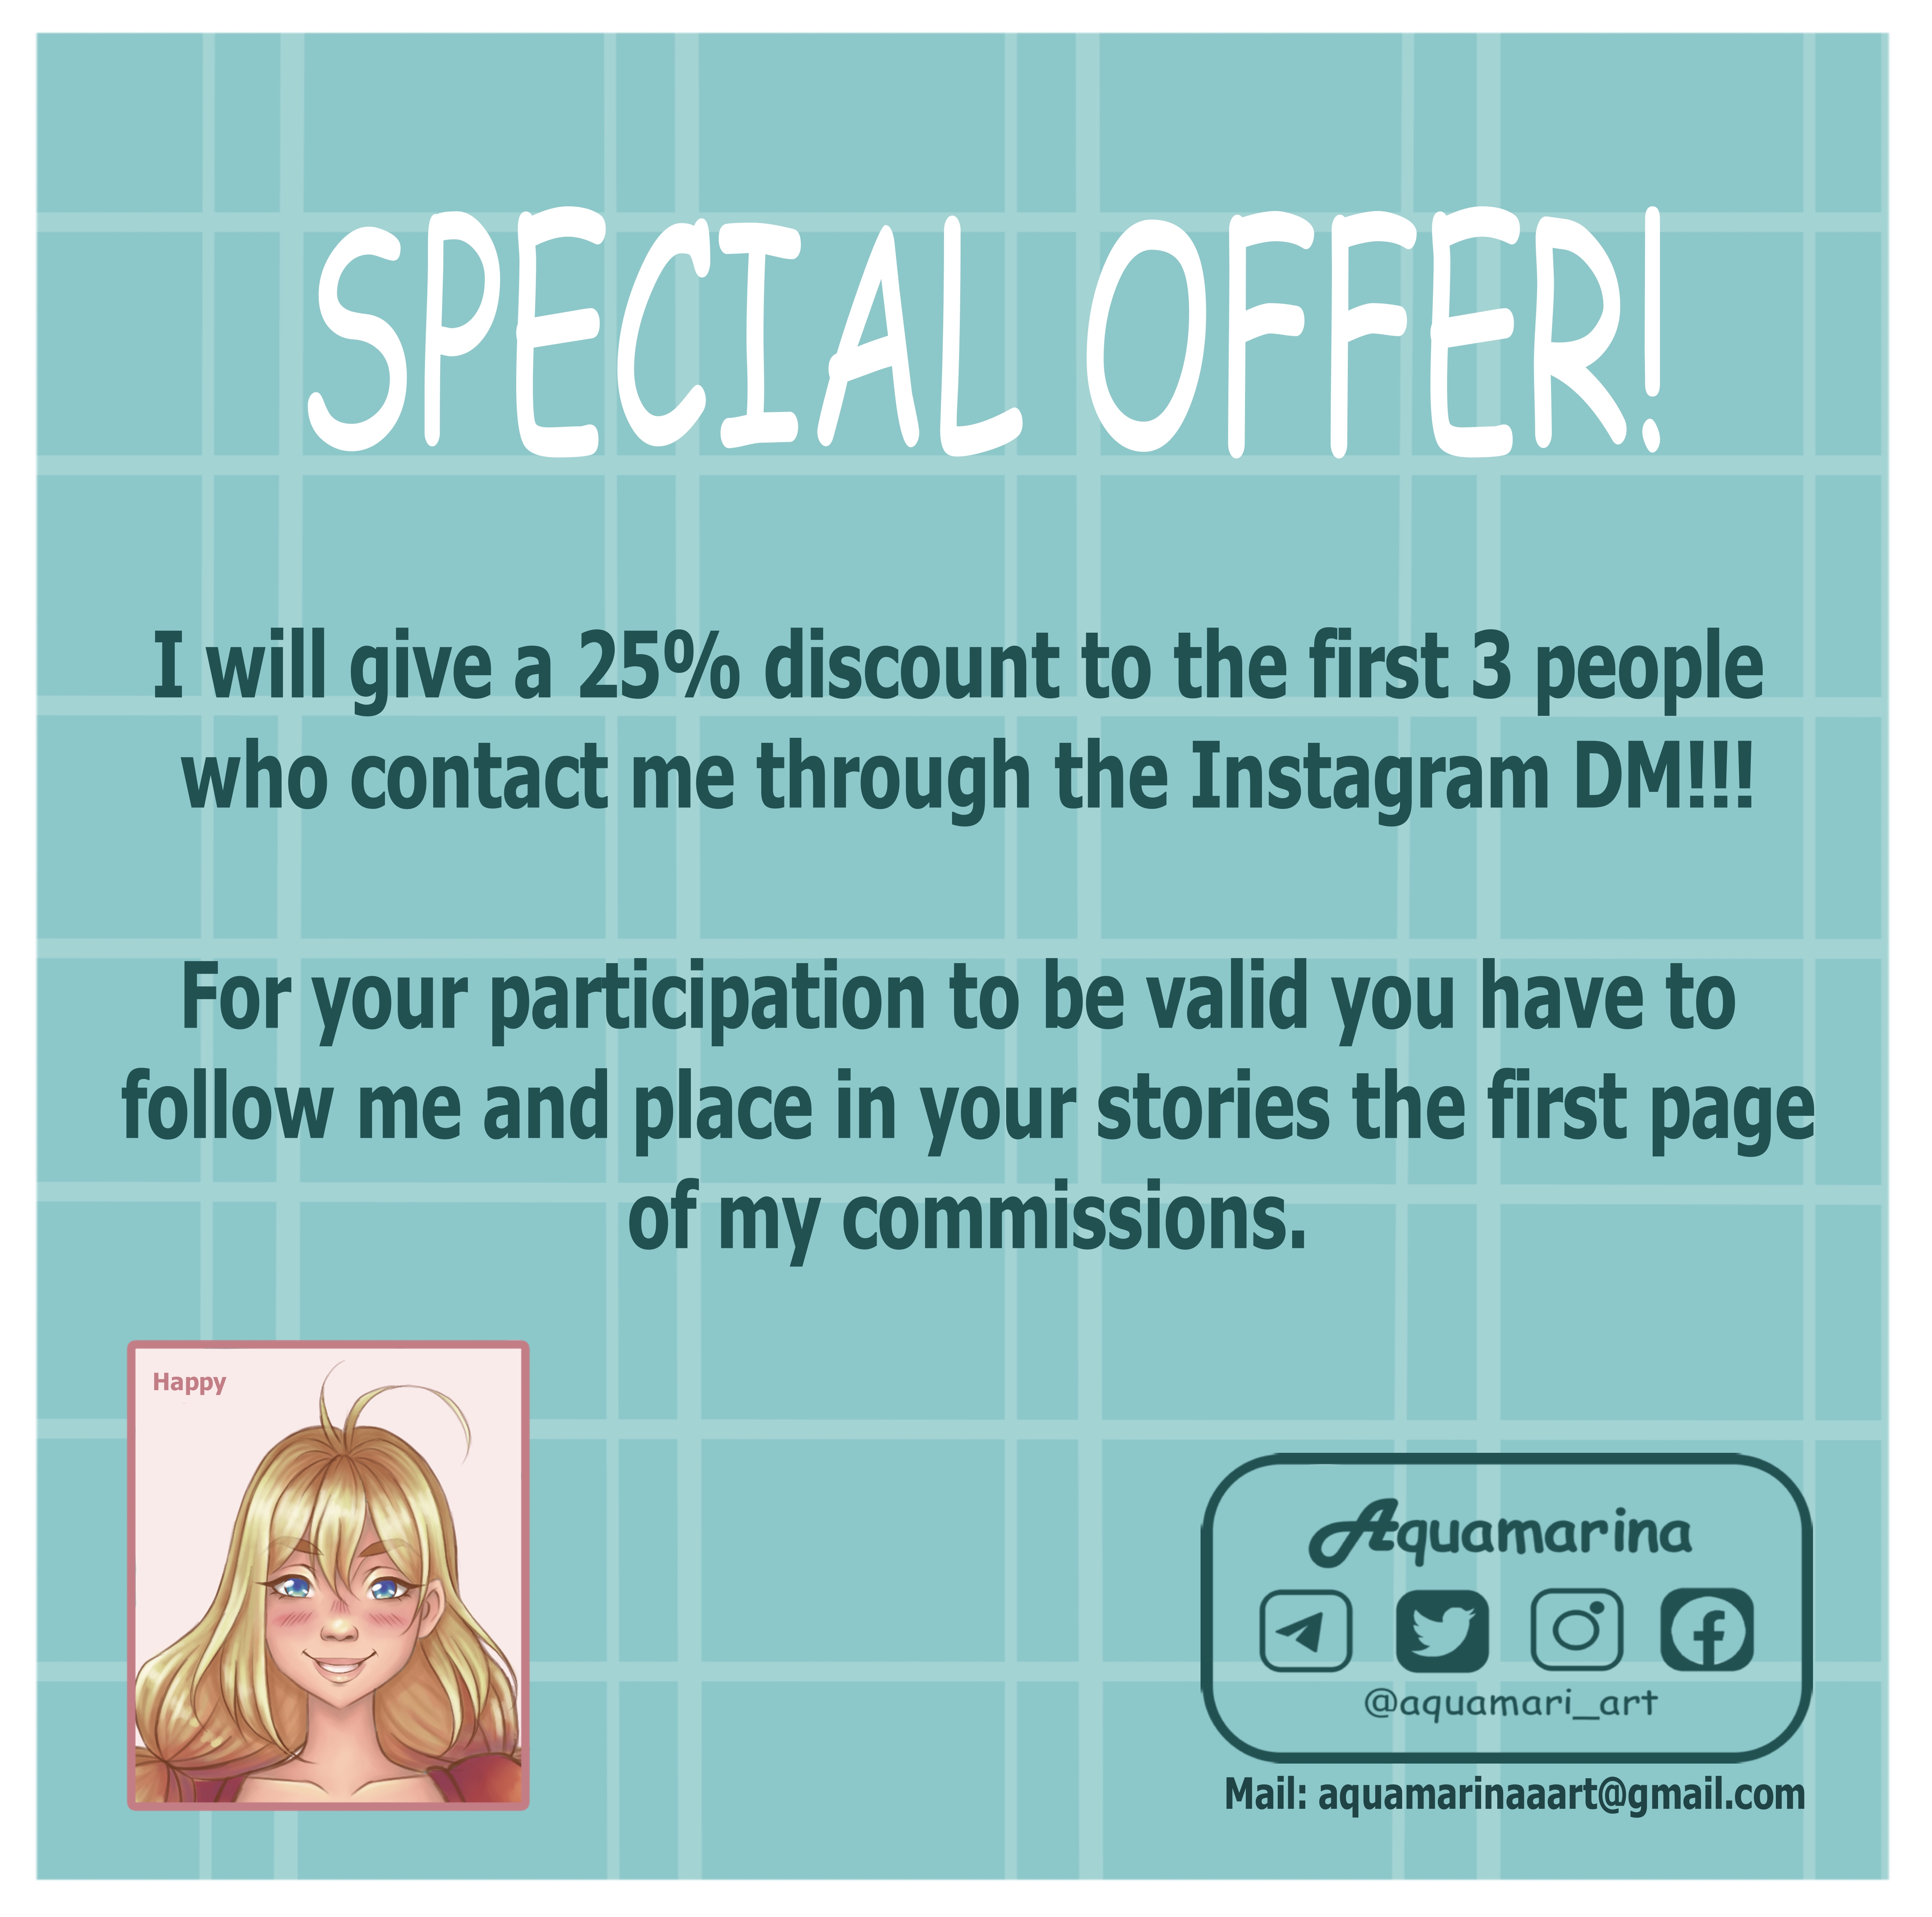 SPECIAL OFFER!
I will give a 25% discount to the first 3 people
who contact me through the Instagram DM!!!
For your participation to be valid you have to
follow me and place in your stories the first page
of my commissions.
Happy
Aquamarina
@aquamari_art
Mail: aquamarinaaart@gmail.com